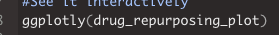 #See it interactively
ggplotly(drug_repurposing_plot)